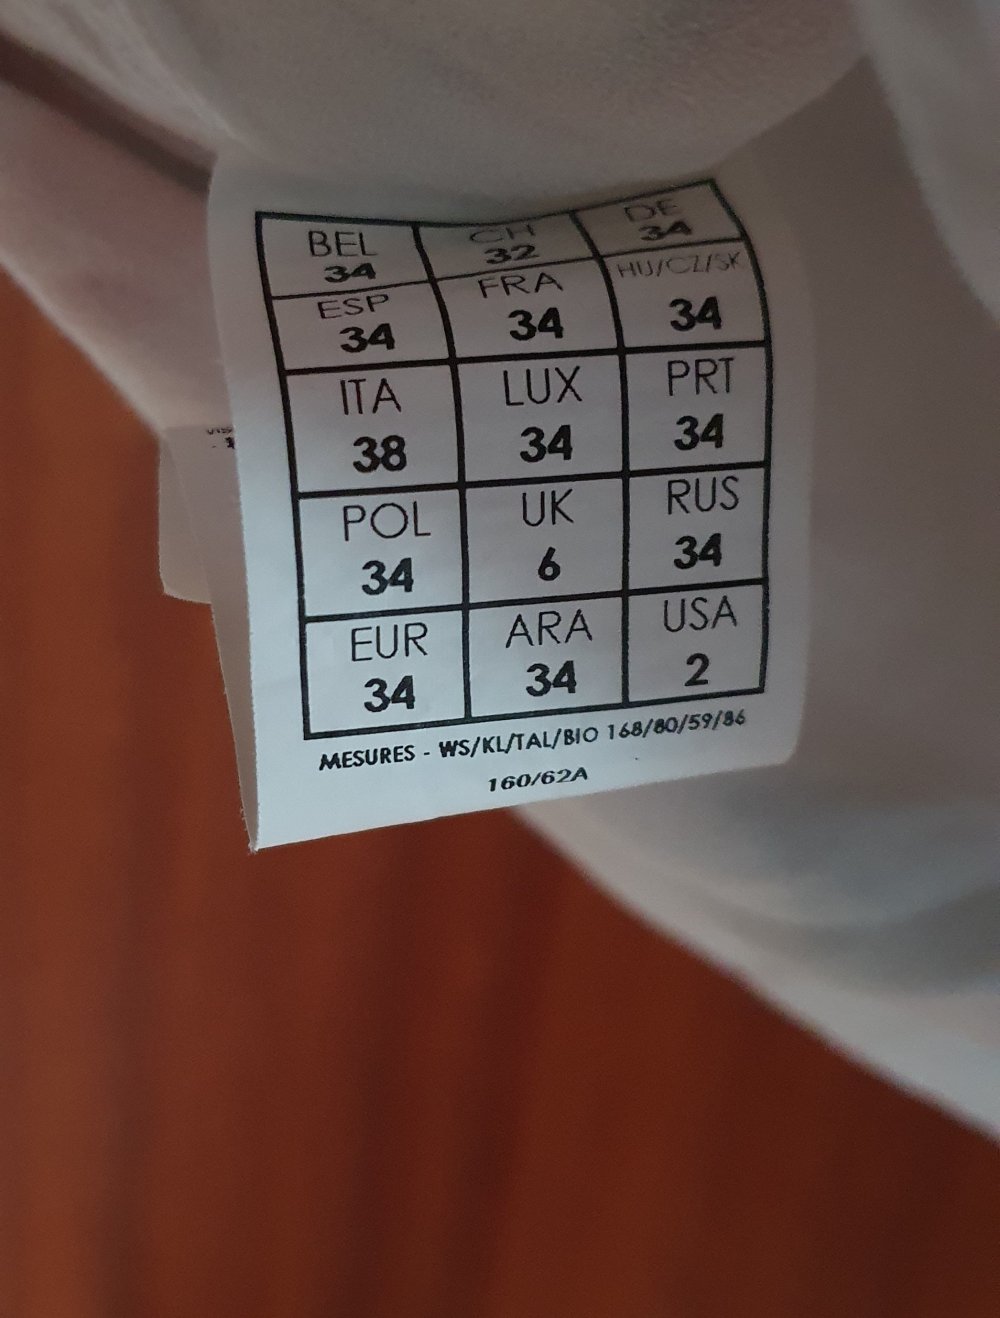 BEL CH DE
34 32 34
ESP FRA HU/CZ/SK
34 34 34
ITA LUX PRT
38 34 34
POL UK RUS
34 6 34
EUR ARA USA
34 34 2
MESURES - WS/KL/TAL/BIO 168/80/59/86
160/62A